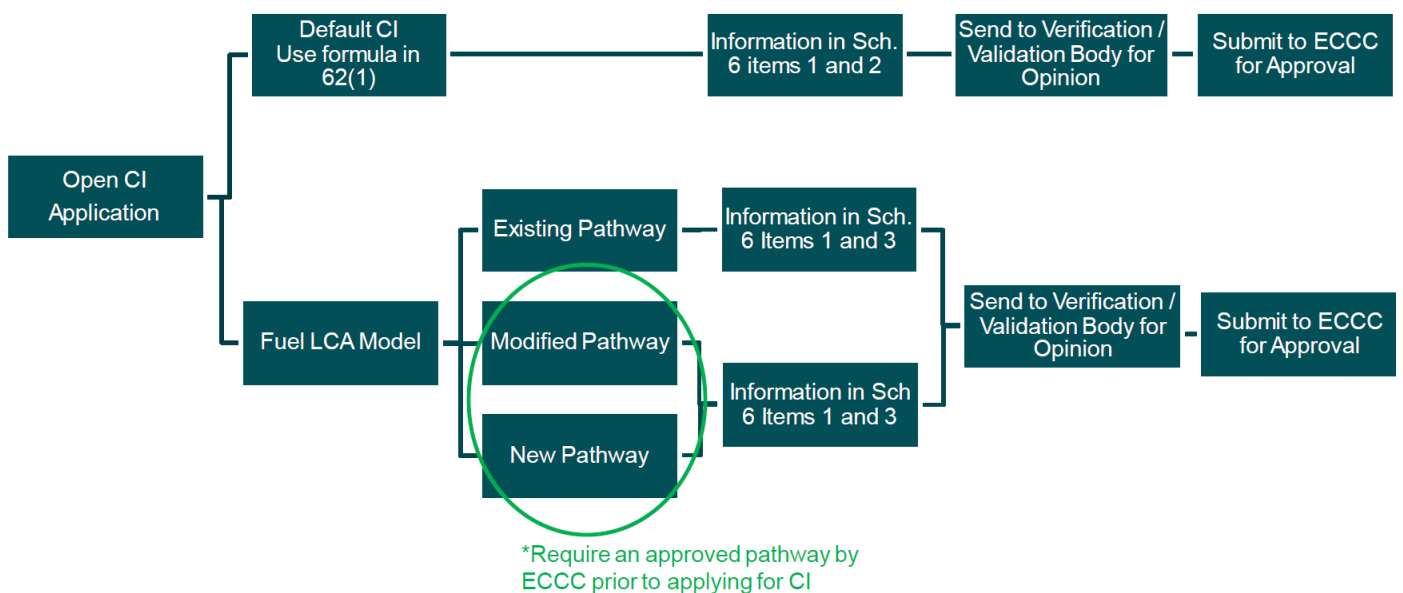 Default CI
Use formula in
62(1)
Information in Sch.
6 items 1 and 2
Send to Verification /
Validation Body for
Opinion
Submit to ECCC
for Approval
Open CI
Application
Existing Pathway
Information in Sch.
6 Items 1 and 3
Fuel LCA Model
Modified Pathway
New Pathway
Information in Sch
6 Items 1 and 3
Send to Verification /
Validation Body for
Opinion
Submit to ECCC
for Approval
*Require an approved pathway by
ECCC prior to applying for CI